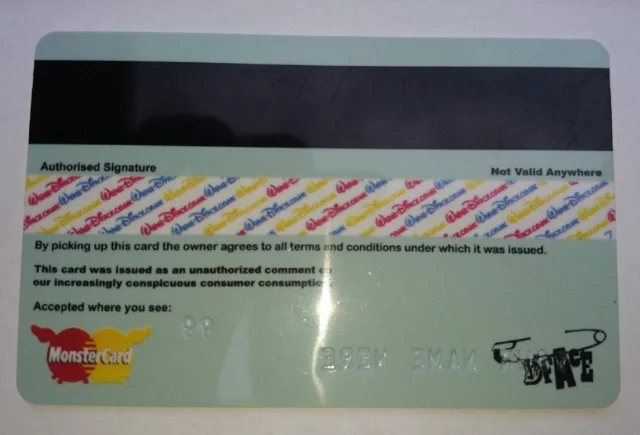 Authorised Signature
Not Valid Anywhere
By picking up this card the owner agrees to all terms and conditions under which it was issued.
This card was issued as an unauthorized comment on
our increasingly conspicuous consumer consumption.
Accepted where you see:
MonsterCard
NAME HERE
DFACE